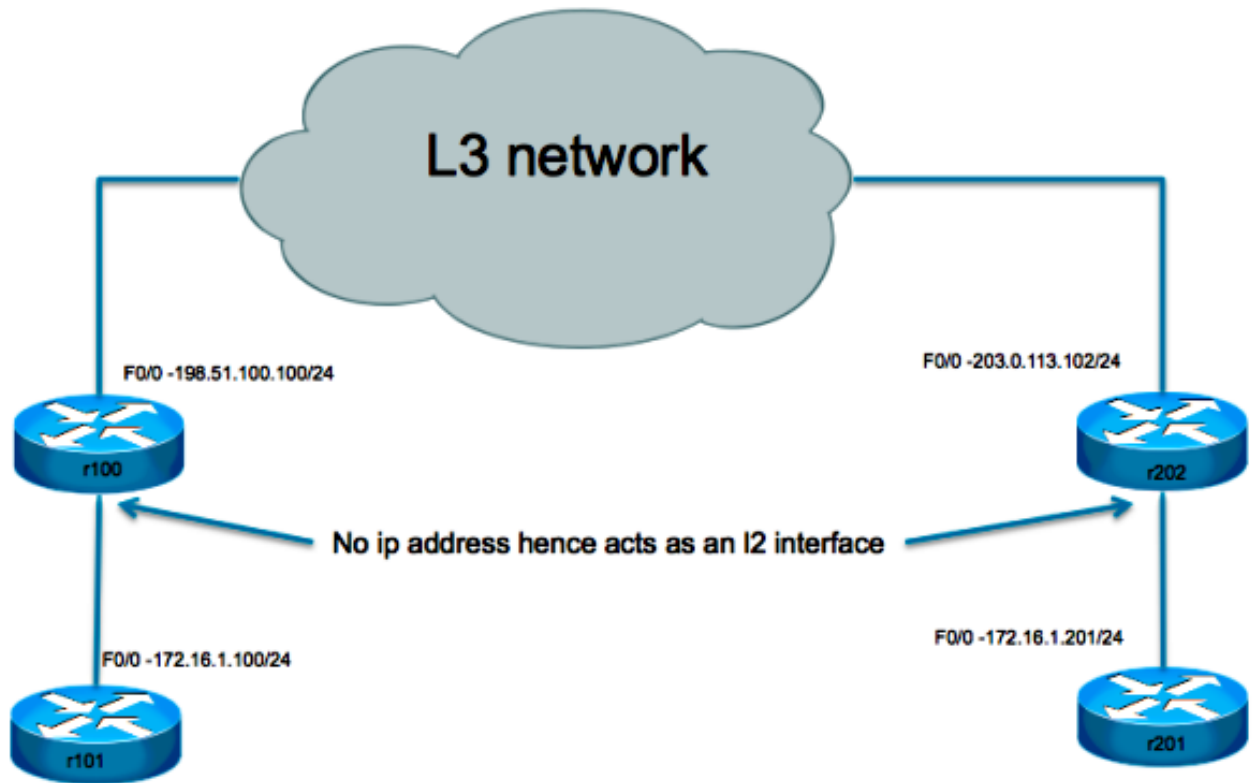 L3 network
F0/0 -198.51.100.100/24
F0/0 -203.0.113.102/24
r100
r202
No ip address hence acts as an l2 interface
F0/0 -172.16.1.100/24
F0/0 -172.16.1.201/24
r101
r201